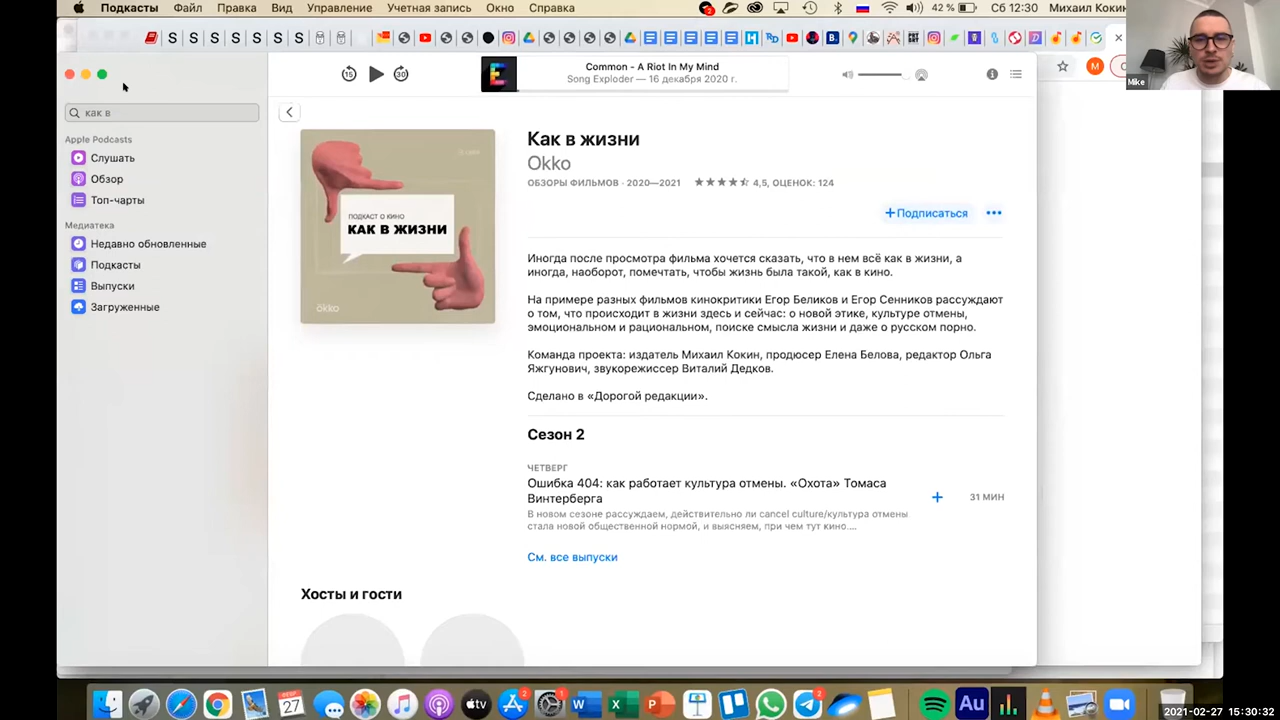 Подкасты Файл Правка Вид Управление Учетная запись Окно Справка 42 % Сб 12:30 Михаил Кокин
Mike
Common - A Riot In My Mind
Song Exploder — 16 декабря 2020 г.
15
30
как в
Apple Podcasts
Слушать
Обзор
Топ-чарты
Медиатека
Недавно обновленные
Подкасты
Выпуски
Загруженные
ПОДКАСТ О КИНО
КАК В ЖИЗНИ
okko
Как в жизни
Okko
ОБЗОРЫ ФИЛЬМОВ · 2020—2021 4,5, ОЦЕНОК: 124
+Подписаться
Иногда после просмотра фильма хочется сказать, что в нем всё как в жизни, а
иногда, наоборот, помечтать, чтобы жизнь была такой, как в кино.
На примере разных фильмов кинокритики Егор Беликов и Егор Сенников рассуждают
о том, что происходит в жизни здесь и сейчас: о новой этике, культуре отмены,
эмоциональном и рациональном, поиске смысла жизни и даже о русском порно.
Команда проекта: издатель Михаил Кокин, продюсер Елена Белова, редактор Ольга
Яжгунович, звукорежиссер Виталий Дедков.
Сделано в «Дорогой редакции».
Сезон 2
ЧЕТВЕРГ
Ошибка 404: как работает культура отмены. «Охота» Томаса
Винтерберга
31 МИН
В новом сезоне рассуждаем, действительно ли cancel culture/культура отмены
стала новой общественной нормой, и выясняем, при чем тут кино....
См. все выпуски
Хосты и гости
ФЕВР
27
Au
2021-02-27 15:30:32